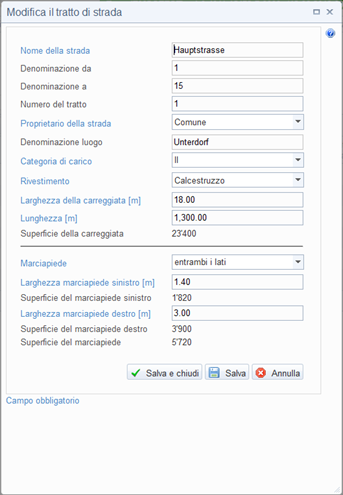 Modifica il tratto di strada
Nome della strada Hauptstrasse
Denominazione da 1
Denominazione a 15
Numero del tratto 1
Proprietario della strada Comune
Denominazione luogo Unterdorf
Categoria di carico II
Rivestimento Calcestruzzo
Larghezza della carreggiata [m] 18.00
Lunghezza [m] 1,300.00
Superficie della carreggiata 23'400
Marciapiede entrambi i lati
Larghezza marciapiede sinistro [m] 1.40
Superficie del marciapiede sinistro 1'820
Larghezza marciapiede destro [m] 3.00
Superficie del marciapiede destro 3'900
Superficie del marciapiede 5'720
Salva e chiudi Salva Annulla
Campo obbligatorio